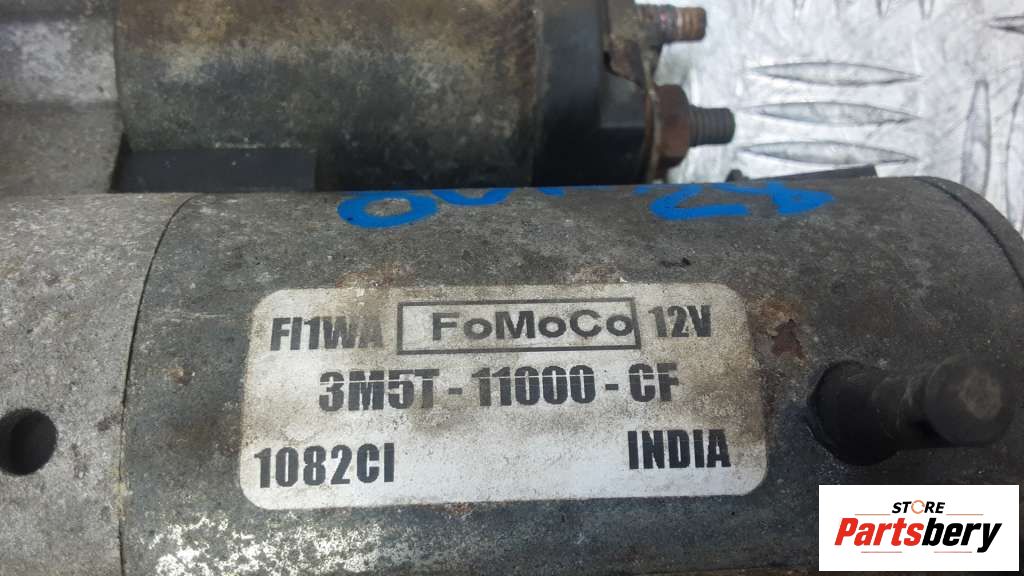 FI1WA FoMoCo 12V
3M5T-11000-CF
1082CI INDIA
STORE
Partsbery